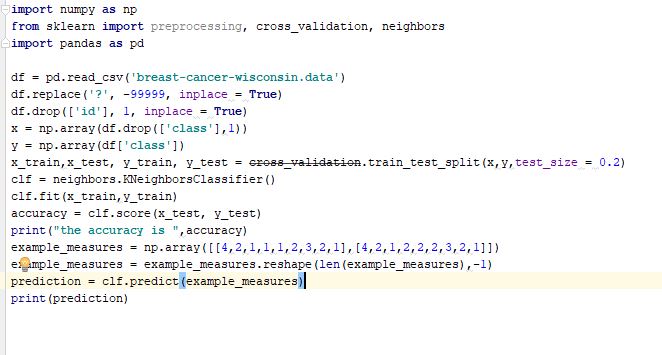 import numpy as np
from sklearn import preprocessing, cross_validation, neighbors
import pandas as pd
df = pd.read_csv('breast-cancer-wisconsin.data')
df.replace('?', -99999, inplace = True)
df.drop(['id'], 1, inplace = True)
x = np.array(df.drop(['class'],1))
y = np.array(df['class'])
x_train,x_test, y_train, y_test = cross_validation.train_test_split(x,y,test_size = 0.2)
clf = neighbors.KNeighborsClassifier()
clf.fit(x_train,y_train)
accuracy = clf.score(x_test, y_test)
print("the accuracy is ",accuracy)
example_measures = np.array([[4,2,1,1,1,2,3,2,1],[4,2,1,2,2,2,3,2,1]])
example_measures = example_measures.reshape(len(example_measures),-1)
prediction = clf.predict(example_measures)
print(prediction)